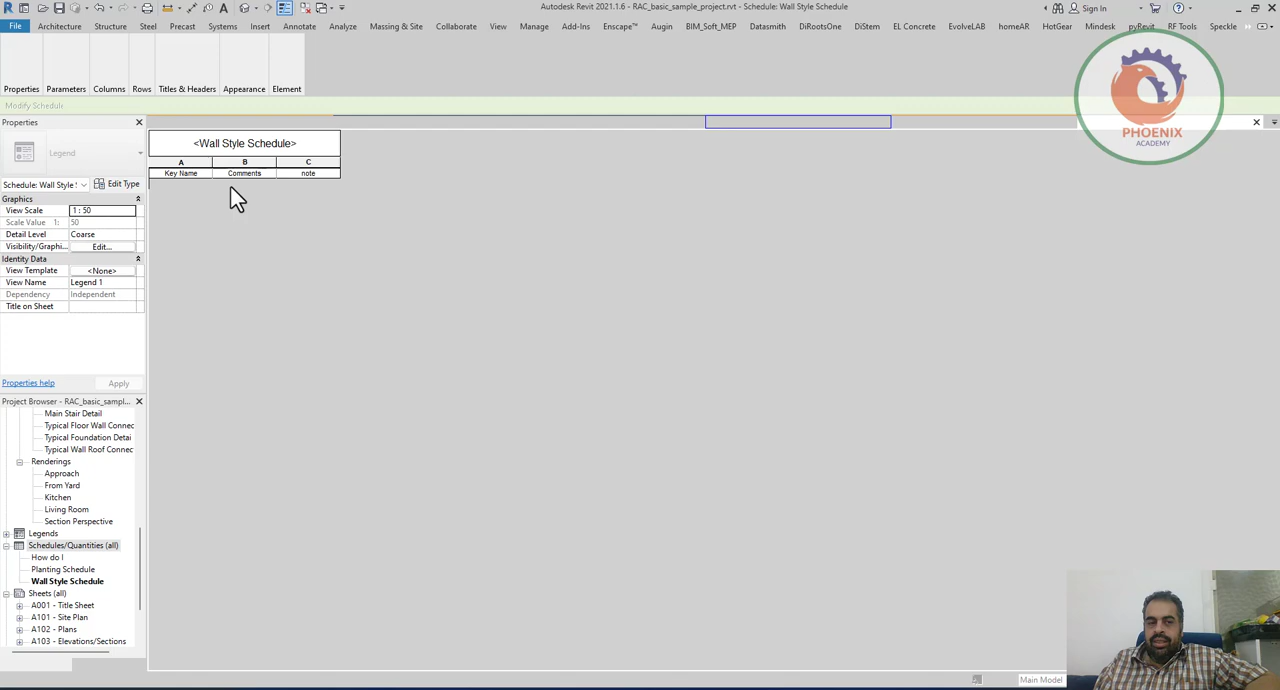 Autodesk Revit 2021.1.6 - RAC_basic_sample_project.rvt - Schedule: Wall Style Schedule
Sign In
File Architecture Structure Steel Precast Systems Insert Annotate Analyze Massing & Site Collaborate View Manage Add-Ins Enscape™ Augin BIM_Soft_MEP Datasmith DiRootsOne DiStem EL Concrete EvolveLAB homeAR HotGear Mindesk pyRevit RF Tools Speckle
Properties Parameters Columns Rows Titles & Headers Appearance Element
Modify Schedule
PHOENIX
ACADEMY
Properties
Legend
Schedule: Wall Style S Edit Type
Graphics
View Scale 1 : 50
Scale Value 1: 50
Detail Level Coarse
Visibility/Graphi... Edit...
Identity Data
View Template <None>
View Name Legend 1
Dependency Independent
Title on Sheet
Properties help Apply
<Wall Style Schedule>
A B C
Key Name Comments note
Project Browser - RAC_basic_sampl...
Main Stair Detail
Typical Floor Wall Connec
Typical Foundation Detai
Typical Wall Roof Connec
Renderings
Approach
From Yard
Kitchen
Living Room
Section Perspective
Legends
Schedules/Quantities (all)
How do I
Planting Schedule
Wall Style Schedule
Sheets (all)
A001 - Title Sheet
A101 - Site Plan
A102 - Plans
A103 - Elevations/Sections
Main Model